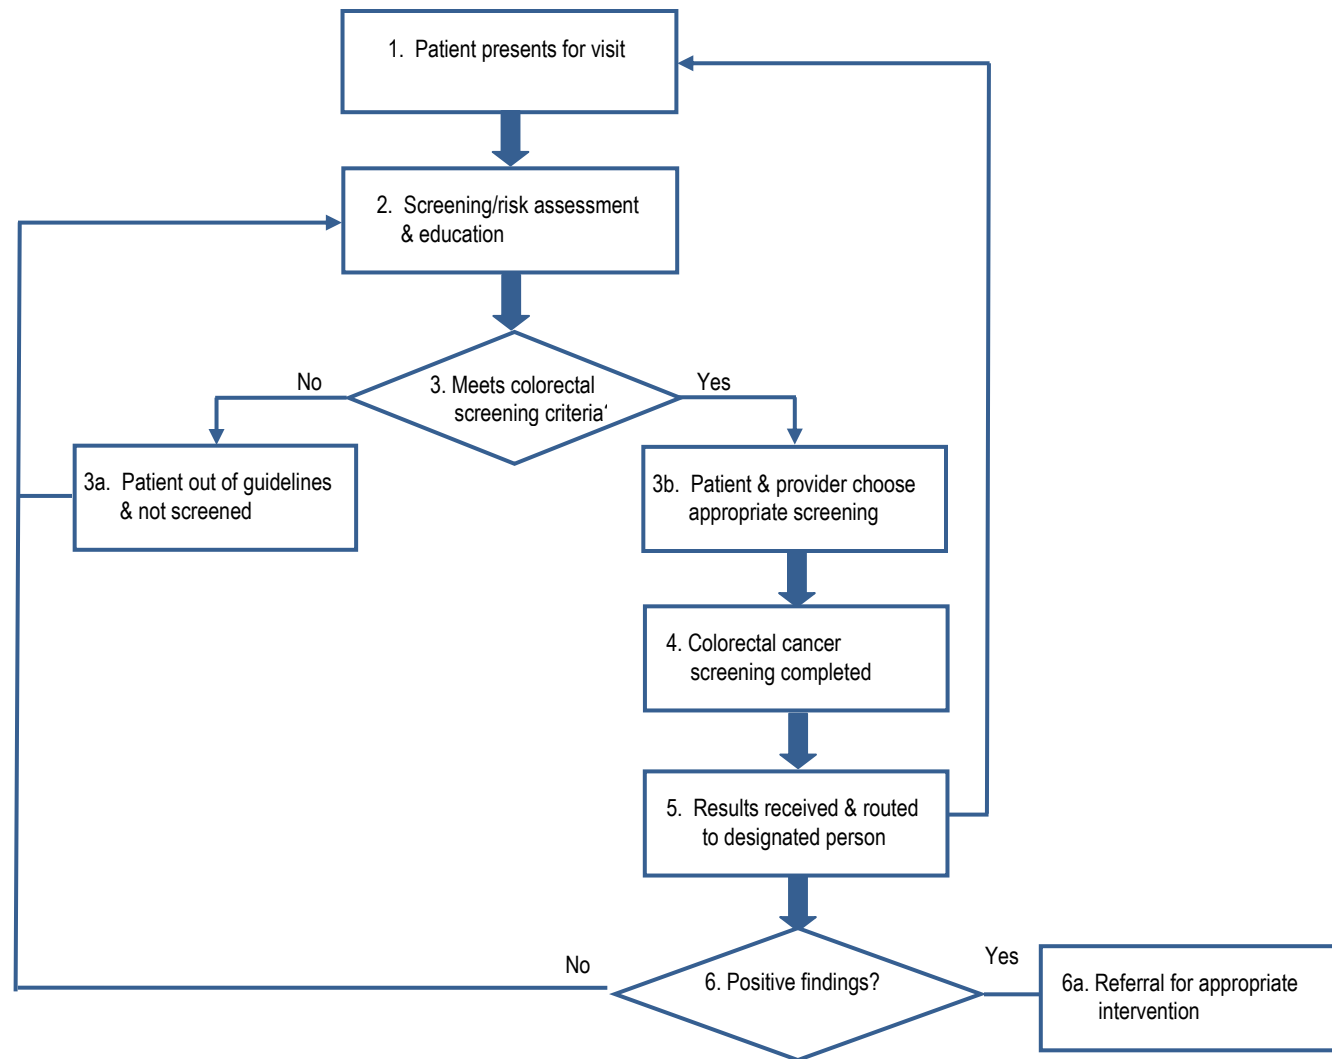 1. Patient presents for visit
2. Screening/risk assessment
& education
No
3. Meets colorectal
screening criteria?
Yes
3a. Patient out of guidelines
& not screened
3b. Patient & provider choose
appropriate screening
4. Colorectal cancer
screening completed
5. Results received & routed
to designated person
No
6. Positive findings?
Yes
6a. Referral for appropriate
intervention